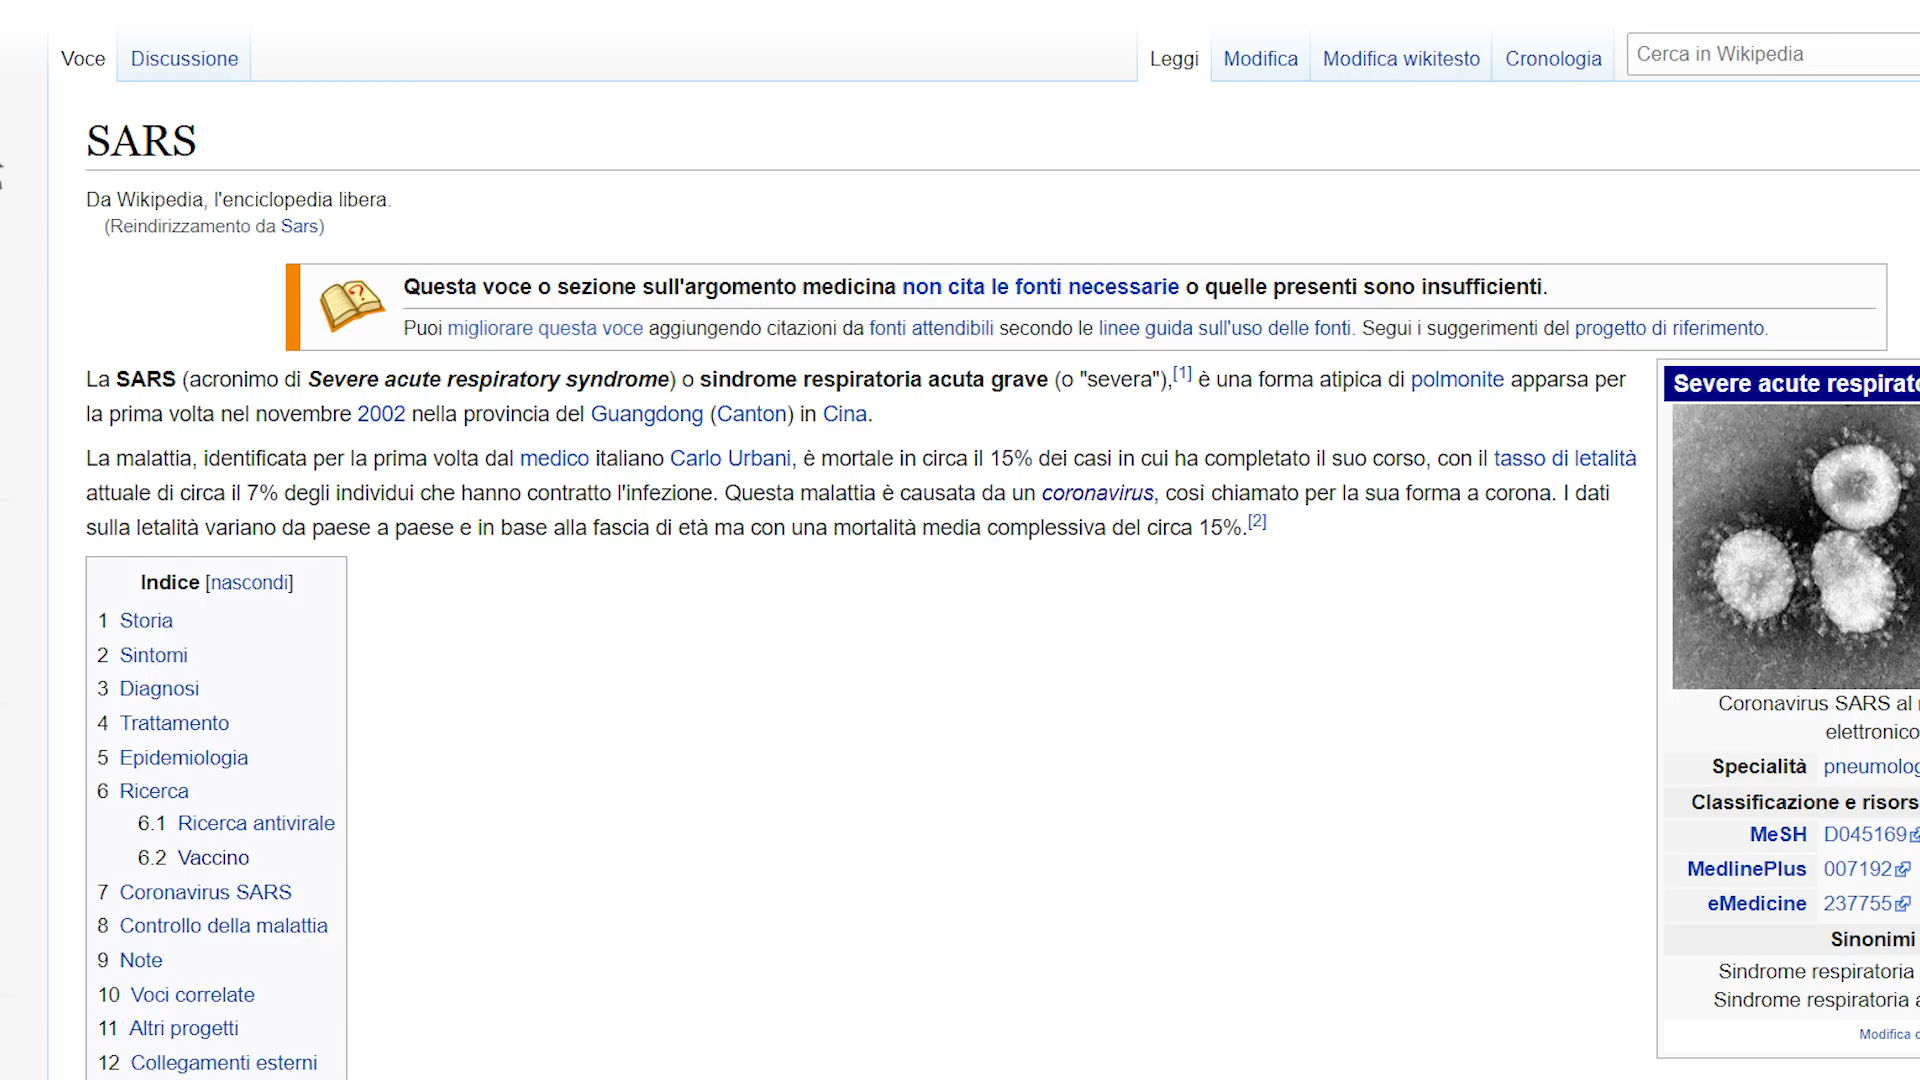 Voce Discussione Leggi Modifica Modifica wikitesto Cronologia Cerca in Wikipedia
SARS
Da Wikipedia, l'enciclopedia libera.
(Reindirizzamento da Sars)
Questa voce o sezione sull'argomento medicina non cita le fonti necessarie o quelle presenti sono insufficienti.
Puoi migliorare questa voce aggiungendo citazioni da fonti attendibili secondo le linee guida sull'uso delle fonti. Segui i suggerimenti del progetto di riferimento.
La SARS (acronimo di Severe acute respiratory syndrome) o sindrome respiratoria acuta grave (o "severa"),[1] è una forma atipica di polmonite apparsa per
la prima volta nel novembre 2002 nella provincia del Guangdong (Canton) in Cina.
La malattia, identificata per la prima volta dal medico italiano Carlo Urbani, è mortale in circa il 15% dei casi in cui ha completato il suo corso, con il tasso di letalità
attuale di circa il 7% degli individui che hanno contratto l'infezione. Questa malattia è causata da un coronavirus, così chiamato per la sua forma a corona. I dati
sulla letalità variano da paese a paese e in base alla fascia di età ma con una mortalità media complessiva del circa 15%.[2]
Indice [nascondi]
1 Storia
2 Sintomi
3 Diagnosi
4 Trattamento
5 Epidemiologia
6 Ricerca
6.1 Ricerca antivirale
6.2 Vaccino
7 Coronavirus SARS
8 Controllo della malattia
9 Note
10 Voci correlate
11 Altri progetti
12 Collegamenti esterni
Severe acute respirato
Coronavirus SARS al
elettronico
Specialità pneumolog
Classificazione e risors
MeSH D045169
MedlinePlus 007192
eMedicine 237755
Sinonimi
Sindrome respiratoria
Sindrome respiratoria a
Modifica